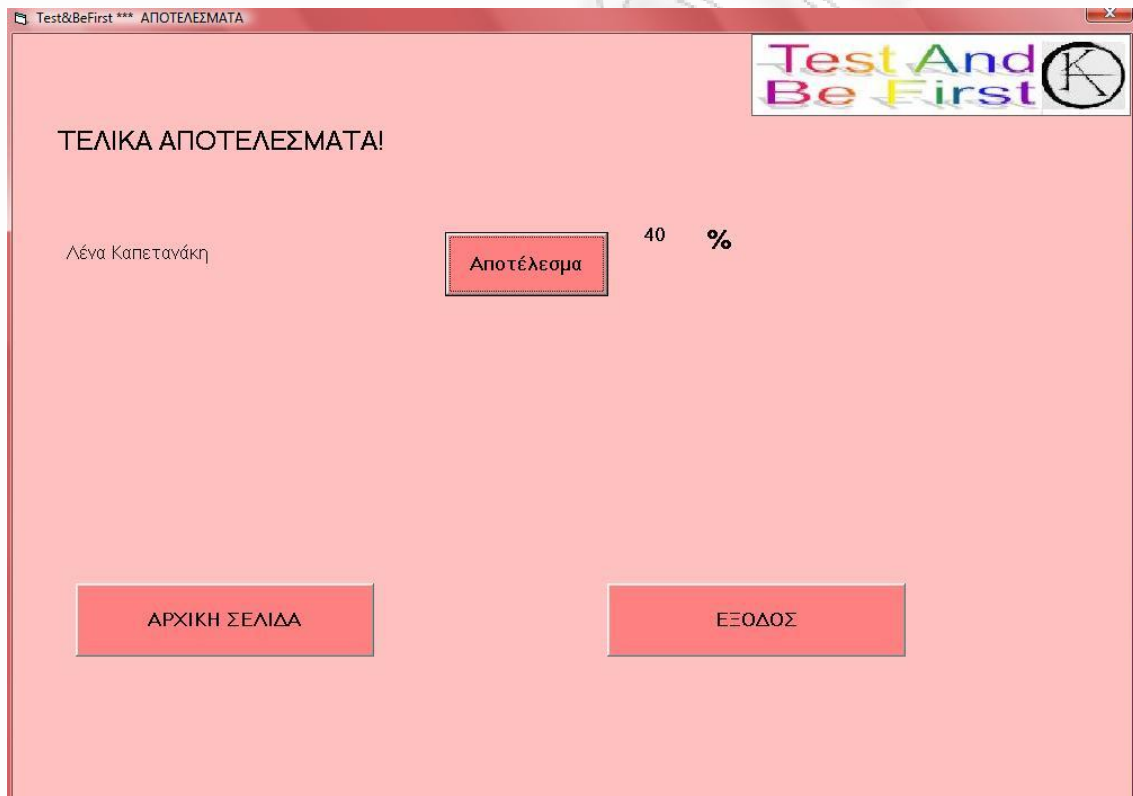 Test&BeFirst *** ΑΠΟΤΕΛΕΣΜΑΤΑ
Test And
Be First
K
ΤΕΛΙΚΑ ΑΠΟΤΕΛΕΣΜΑΤΑ!
Λένα Καπετανάκη
Αποτέλεσμα
40 %
ΑΡΧΙΚΗ ΣΕΛΙΔΑ
ΕΞΟΔΟΣ